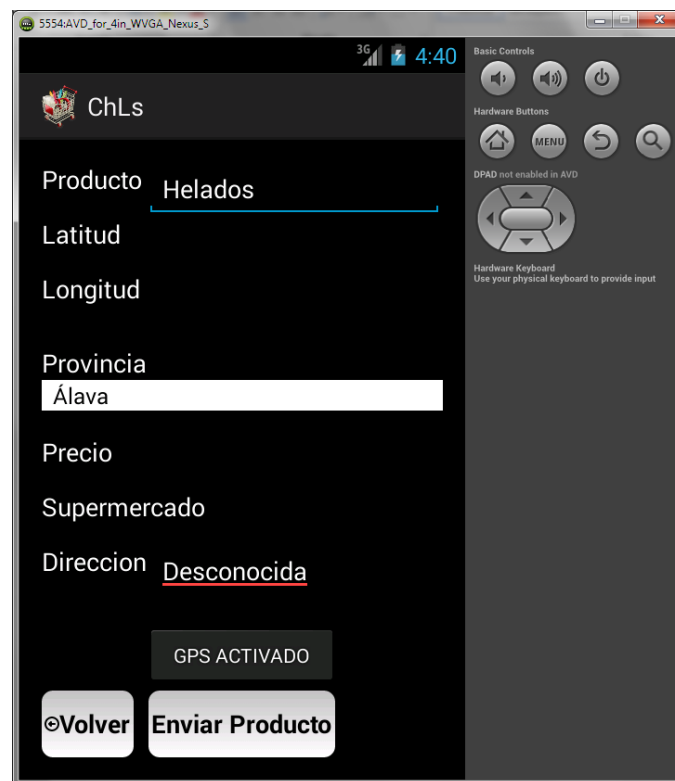 5554:AVD_for_4in_WVGA_Nexus_S
3G 4:40
ChLs
Producto Helados
Latitud
Longitud
Provincia
Álava
Precio
Supermercado
Direccion Desconocida
GPS ACTIVADO
Volver Enviar Producto
Basic Controls
Hardware Buttons
MENU
DPAD not enabled in AVD
Hardware Keyboard
Use your physical keyboard to provide input